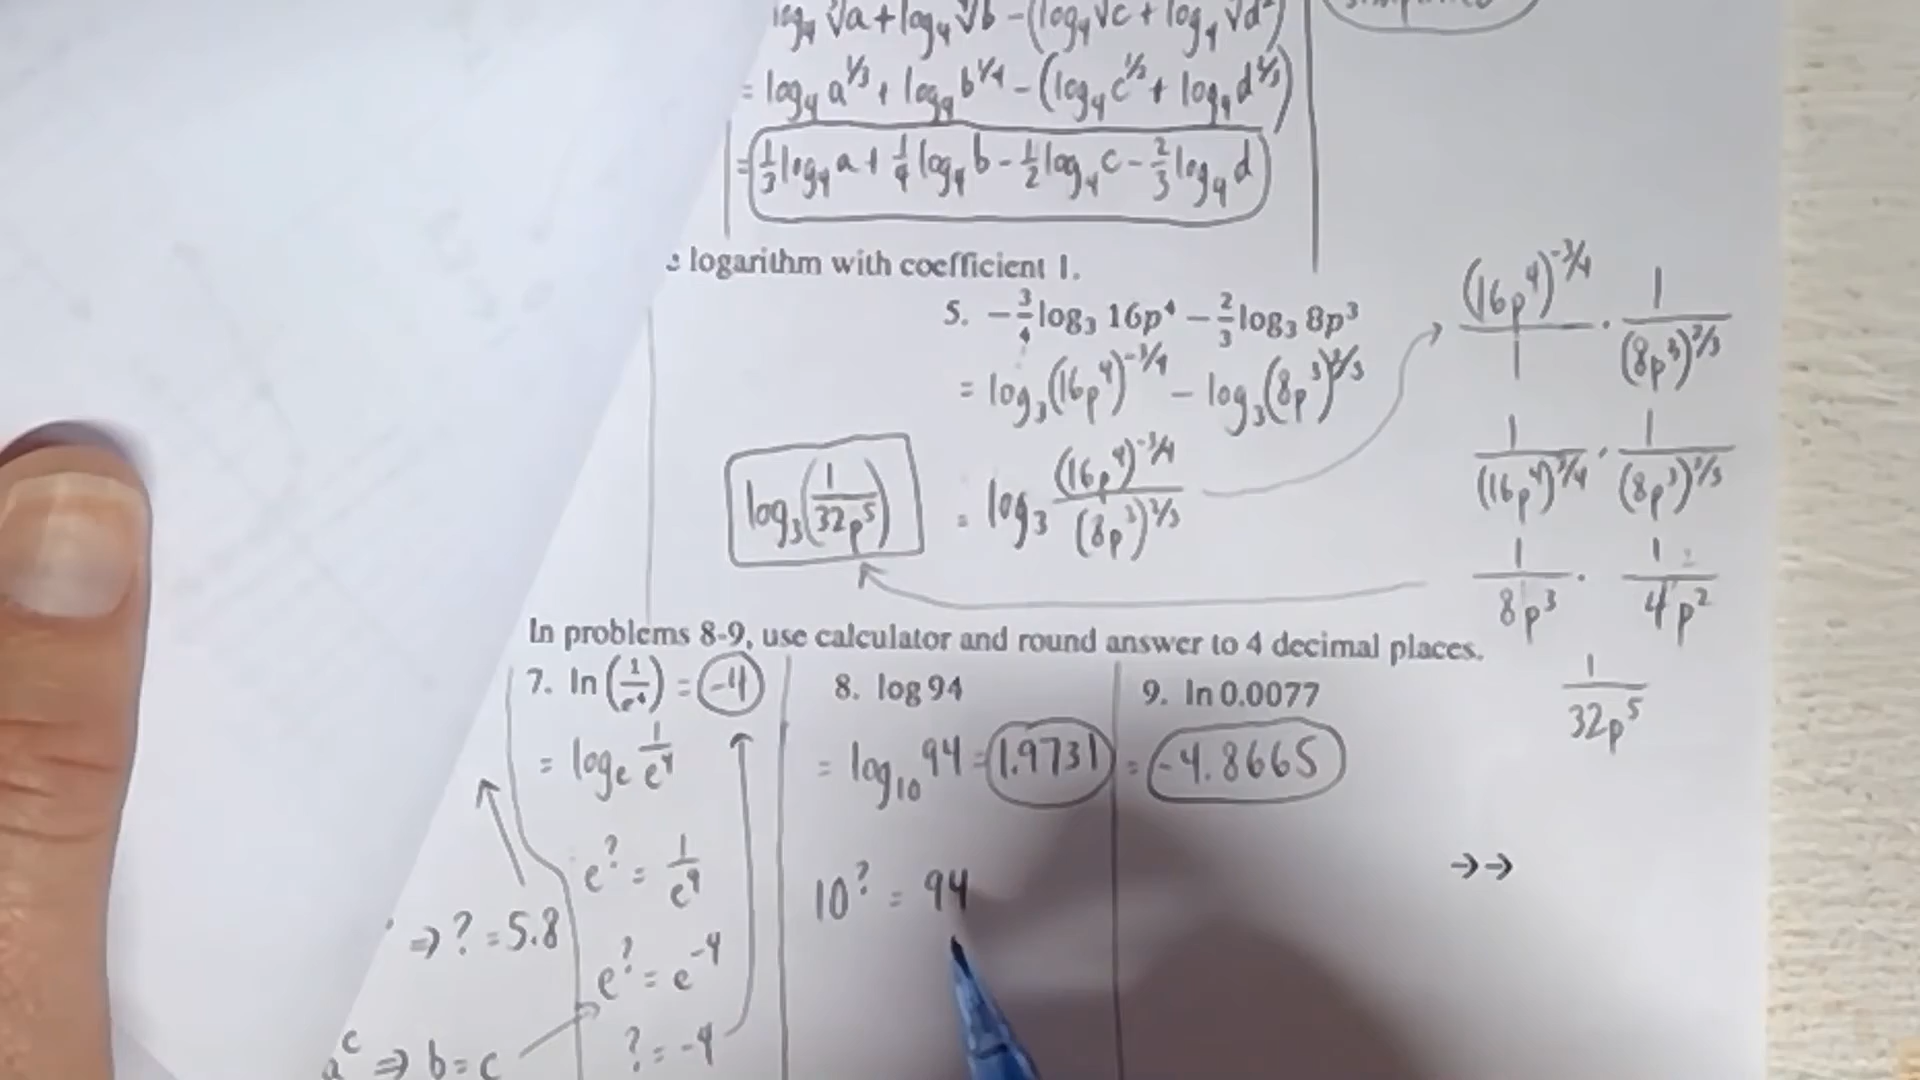 log₄ ∛a + log₄ ∜b − (log₄ √c + log₄ ∛d²)
= log₄ a^1/3 + log₄ b^1/4 − (log₄ c^1/2 + log₄ d^2/3)
= 1/3 log₄ a + 1/4 log₄ b − 1/2 log₄ c − 2/3 log₄ d
logarithm with coefficient 1.
5. −3/4 log₃ 16p⁴ − 2/3 log₃ 8p³
= log₃(16p⁴)^-3/4 − log₃(8p³)^2/3
= log₃ (16p⁴)^-3/4 / (8p³)^2/3
log₃(1/32p⁵)
(16p⁴)^-3/4 / 1 · 1/(8p³)^2/3
1/(16p⁴)^3/4 · 1/(8p³)^2/3
1/8p³ · 1/4p²
1/32p⁵
In problems 8-9, use calculator and round answer to 4 decimal places.
7. ln(1/e⁴) = -4
= logₑ 1/e⁴
e^? = 1/e⁴
e^? = e^-4
? = -4
⇒ ? = 5.8
a^c ⇒ b = c
8. log 94
= log₁₀ 94 = 1.9731
10^? = 94
9. ln 0.0077
= -4.8665
→→